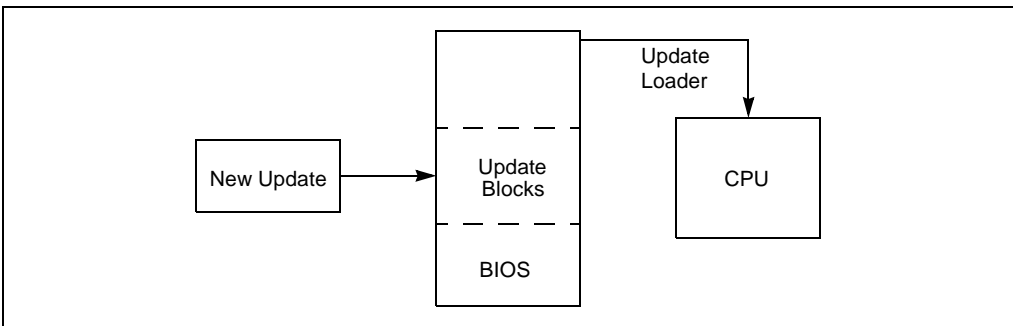 New Update
Update
Blocks
BIOS
Update
Loader
CPU